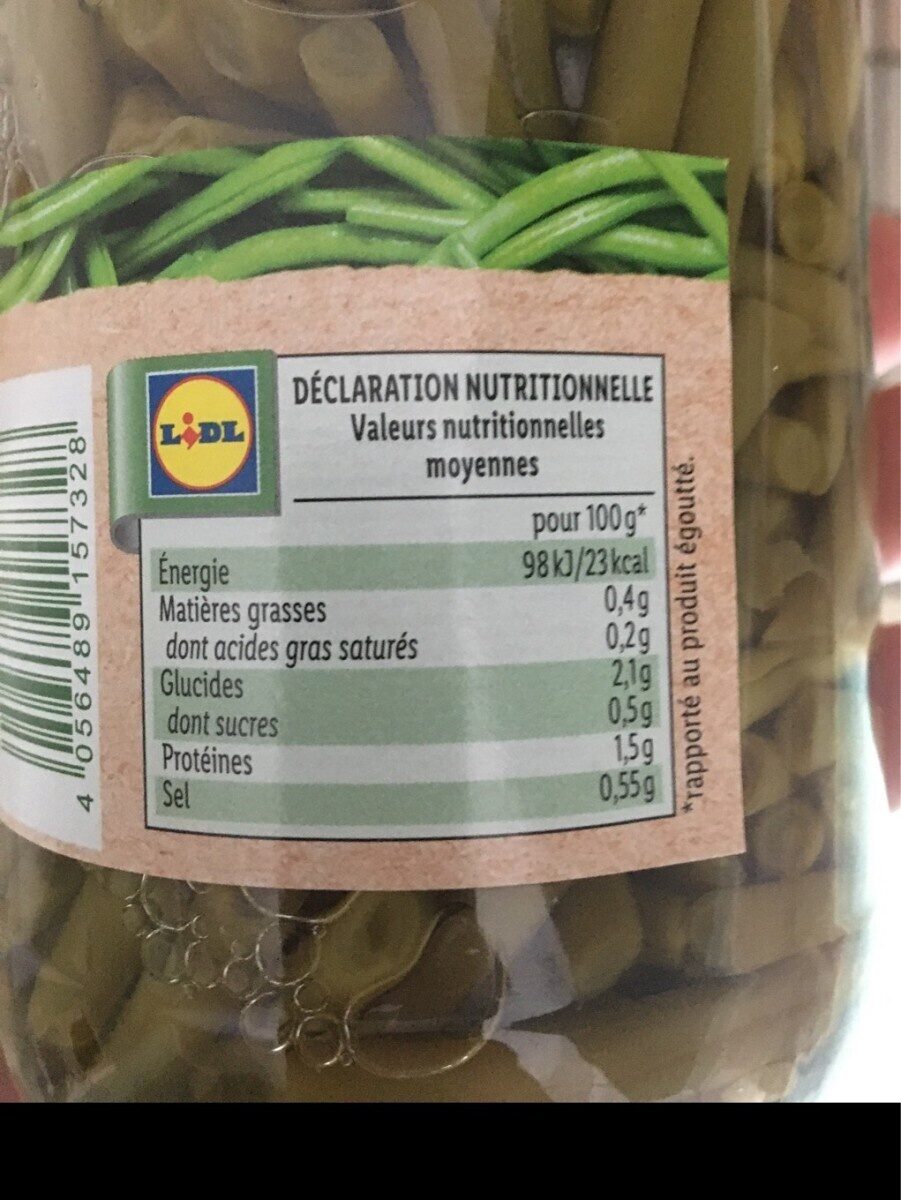 LIDL
DÉCLARATION NUTRITIONNELLE
Valeurs nutritionnelles
moyennes
pour 100g*
Énergie 98kJ/23kcal
Matières grasses 0,4g
dont acides gras saturés 0,2g
Glucides 2,1g
dont sucres 0,5g
Protéines 1,5g
Sel 0,55g
*rapporté au produit égoutté.
4 056489 157328